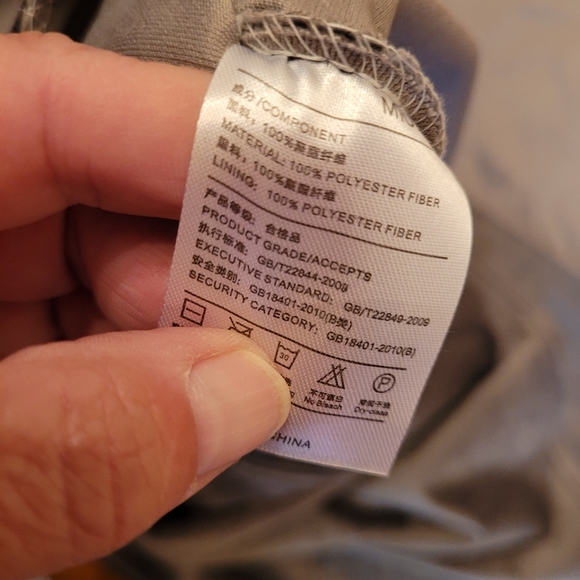 成分/COMPONENT
面料: 100%聚酯纤维
MATERIAL: 100% POLYESTER FIBER
里料: 100%聚酯纤维
LINING: 100% POLYESTER FIBER
产品等级: 合格品
PRODUCT GRADE/ACCEPTS
执行标准: GB/T22844-2009
EXECUTIVE STANDARD: GB/T22849-2009
安全类别: GB18401-2010(B类)
SECURITY CATEGORY: GB18401-2010(B)
30
不可漂白
No Bleach
P